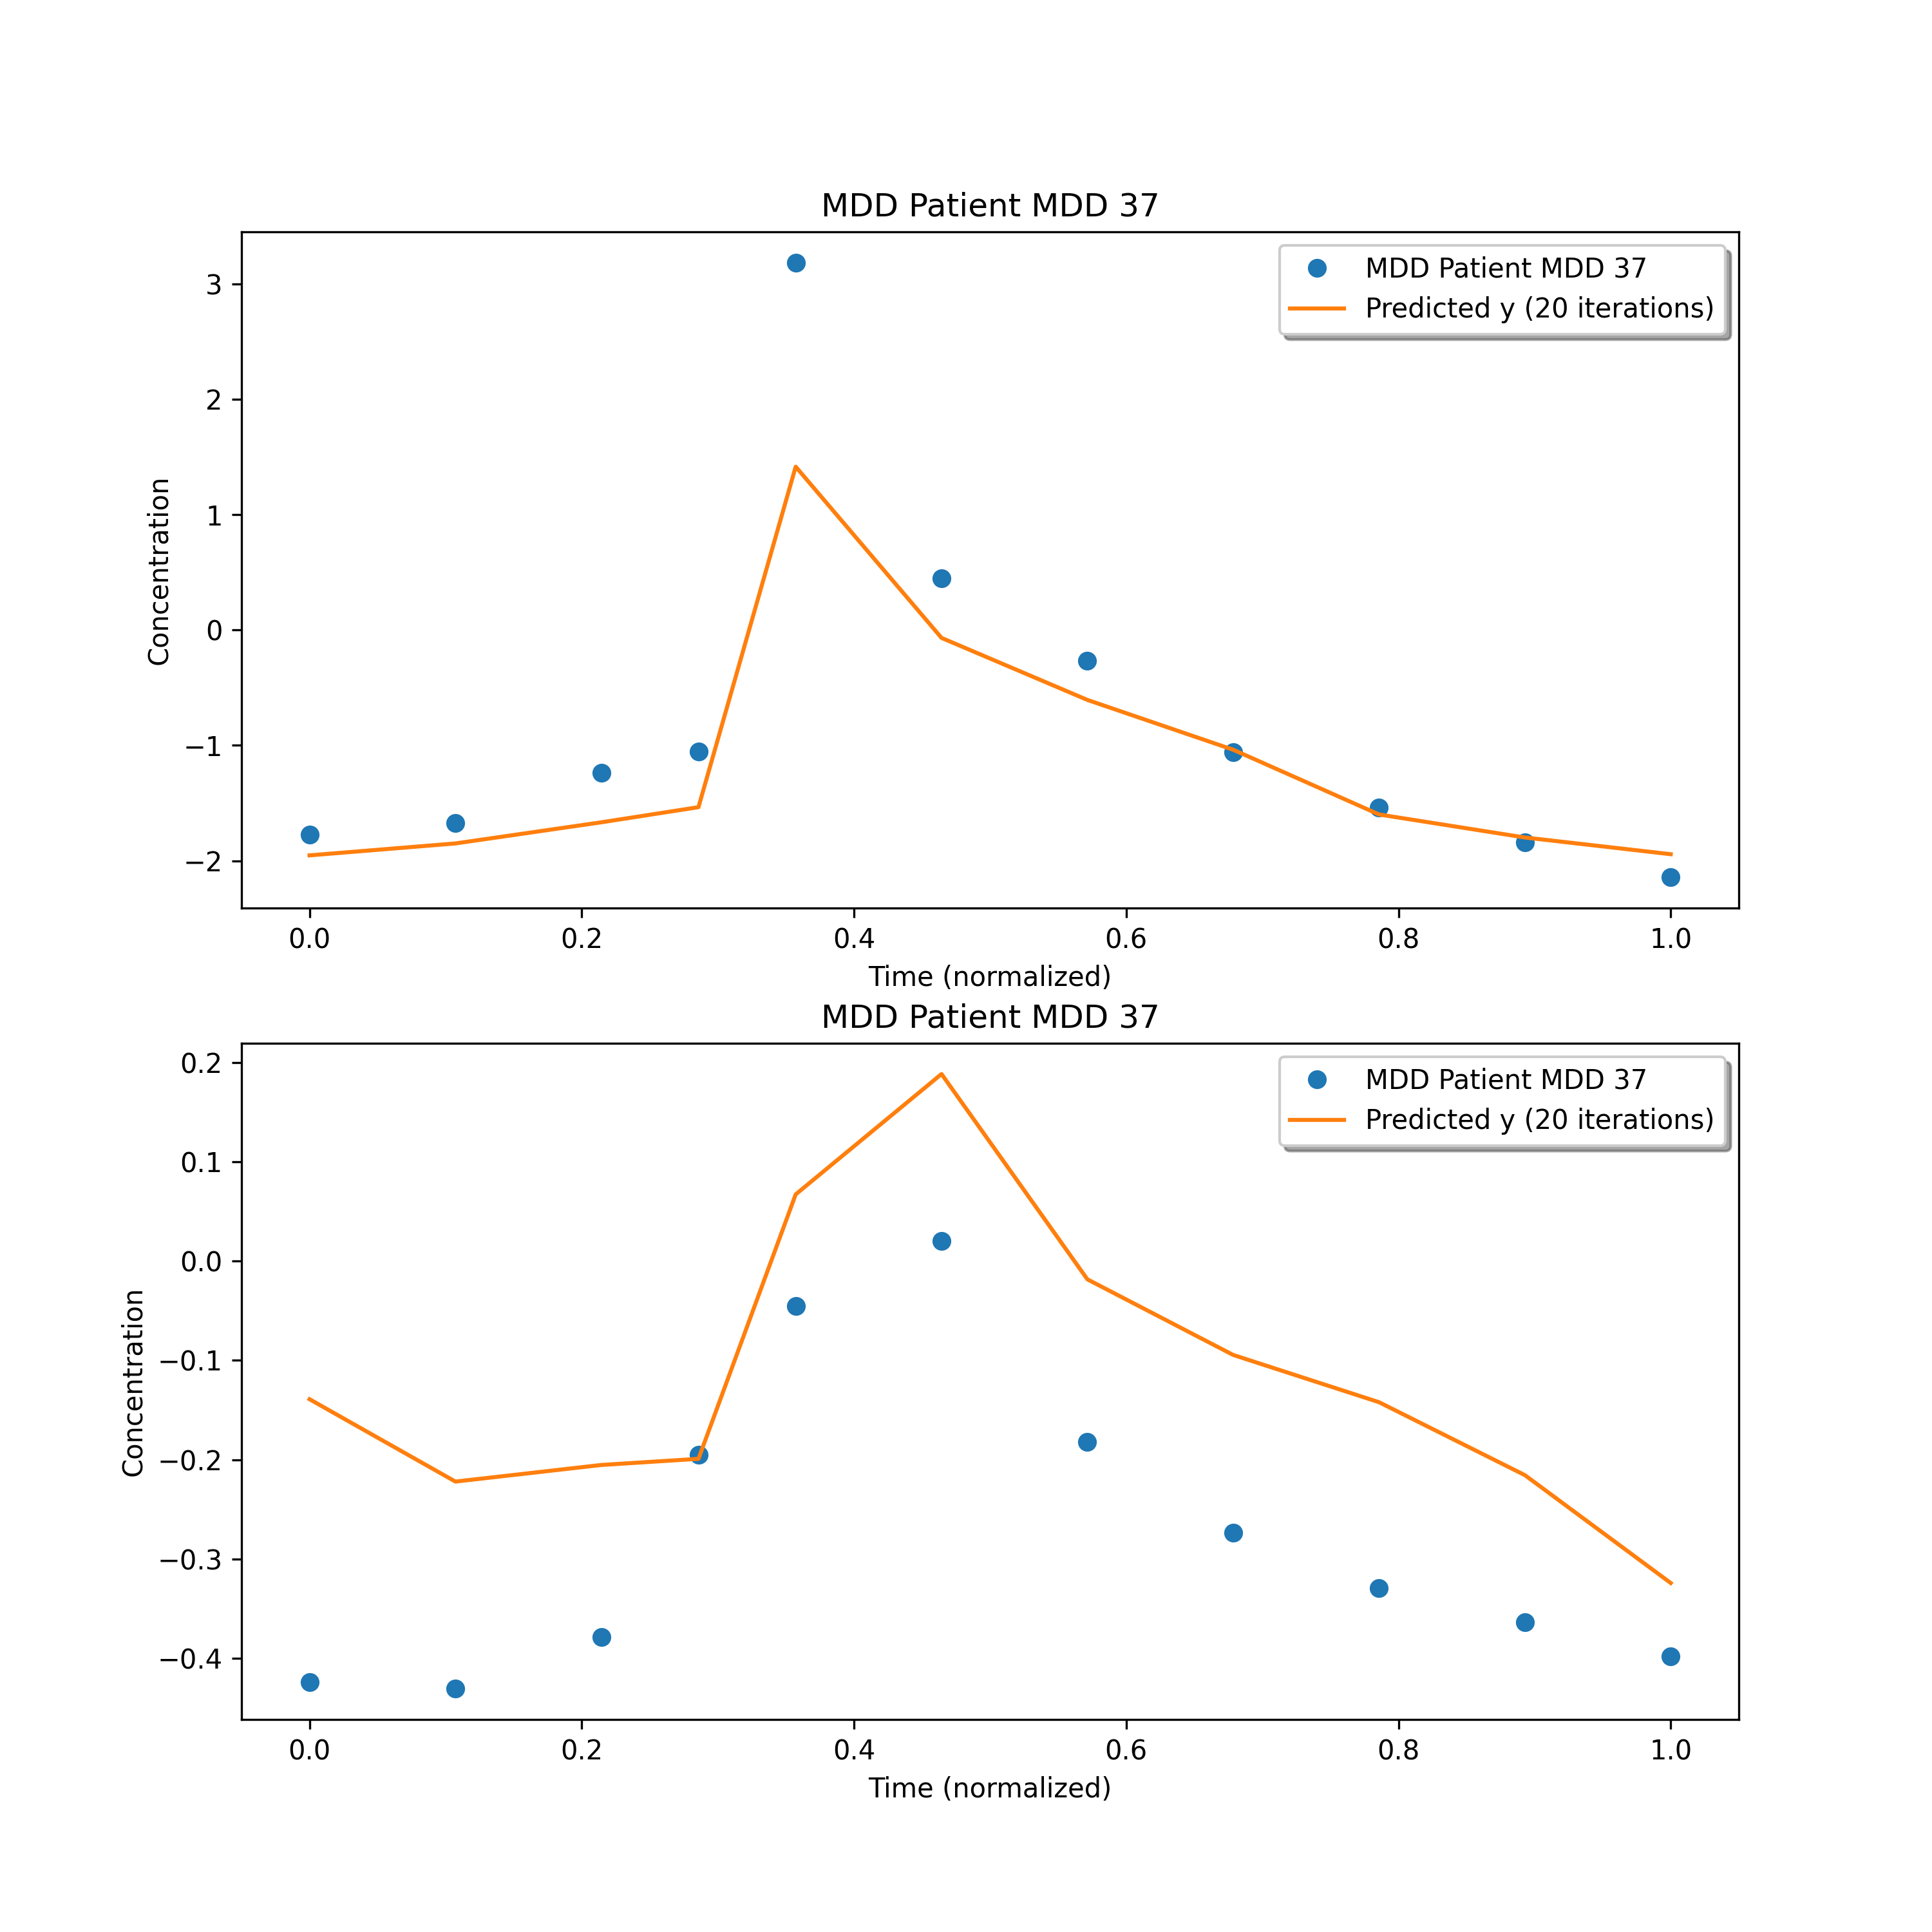 MDD Patient MDD 37
MDD Patient MDD 37
Predicted y (20 iterations)
3
2
1
0
−1
−2
Concentration
0.0 0.2 0.4 0.6 0.8 1.0
Time (normalized)
MDD Patient MDD 37
MDD Patient MDD 37
Predicted y (20 iterations)
0.2
0.1
0.0
−0.1
−0.2
−0.3
−0.4
Concentration
0.0 0.2 0.4 0.6 0.8 1.0
Time (normalized)